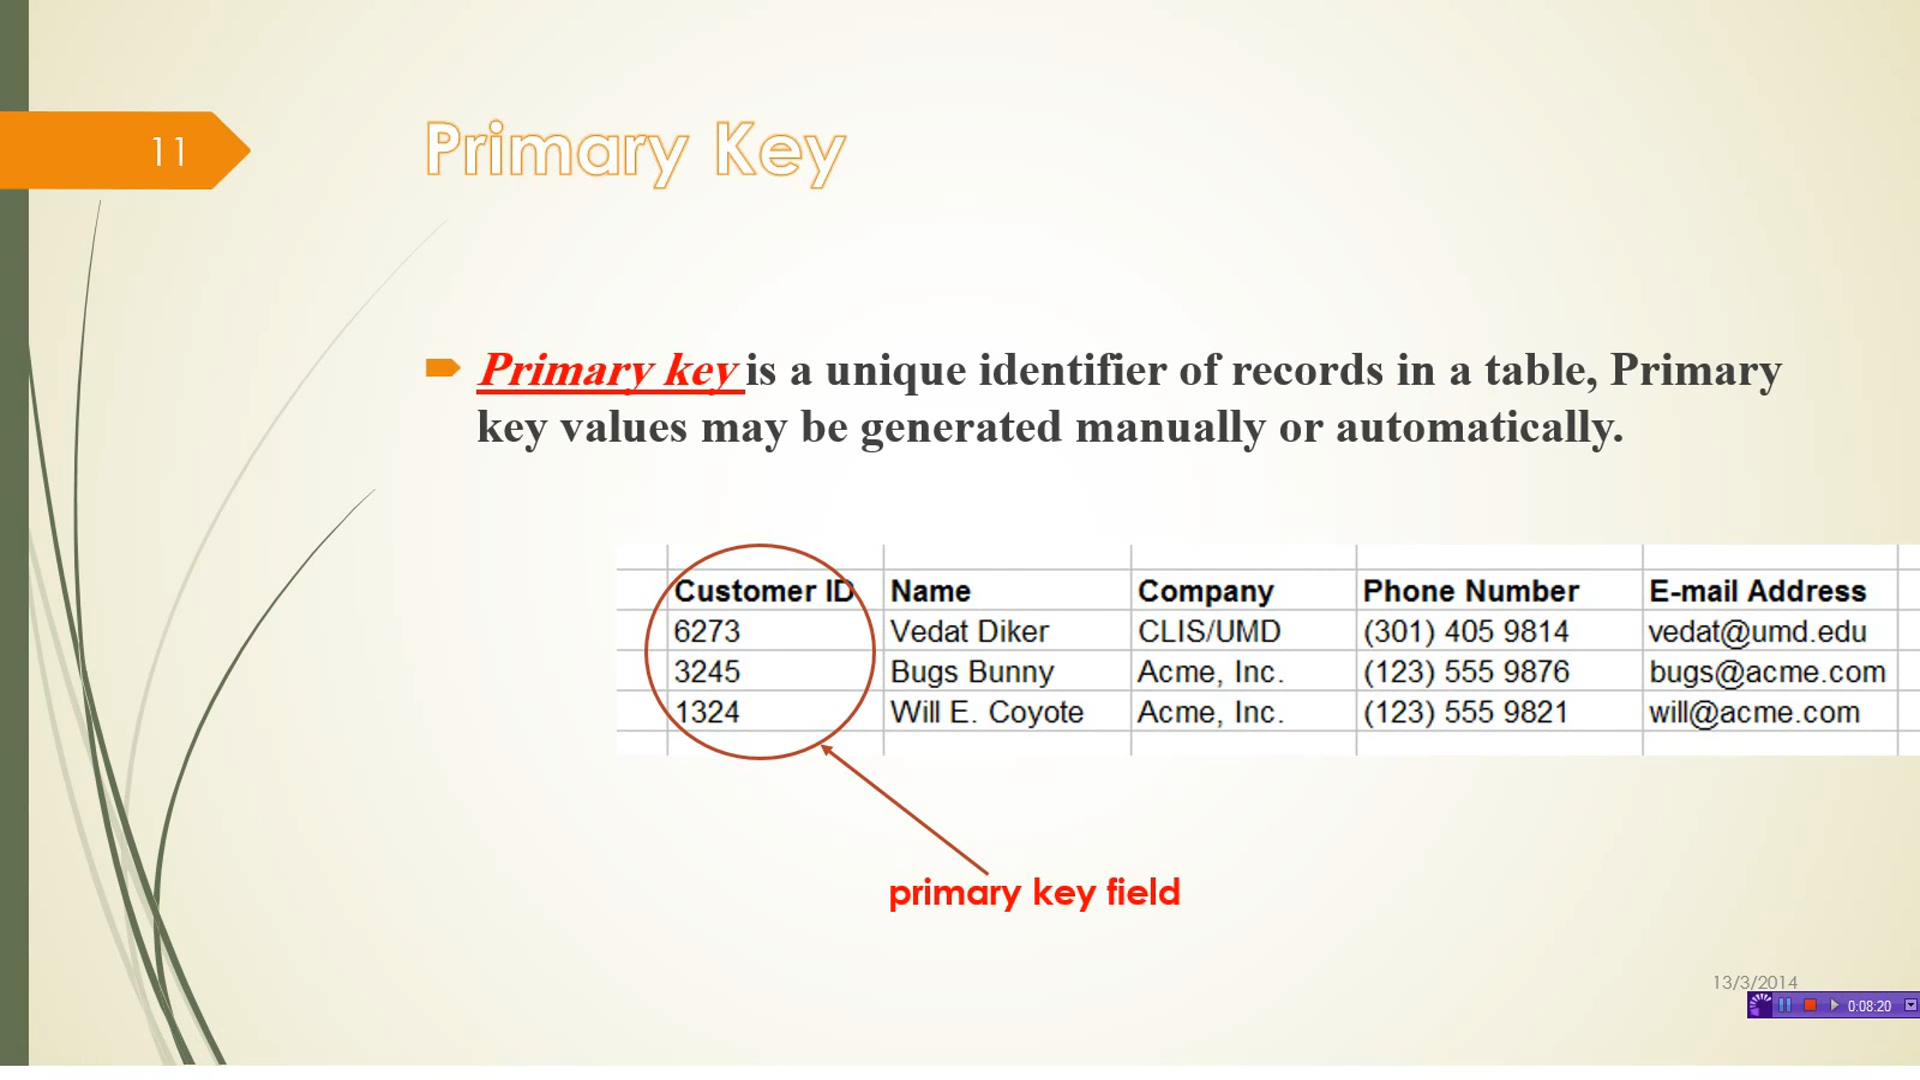 11
Primary Key
Primary key is a unique identifier of records in a table, Primary
key values may be generated manually or automatically.
Customer ID Name Company Phone Number E-mail Address
6273 Vedat Diker CLIS/UMD (301) 405 9814 vedat@umd.edu
3245 Bugs Bunny Acme, Inc. (123) 555 9876 bugs@acme.com
1324 Will E. Coyote Acme, Inc. (123) 555 9821 will@acme.com
primary key field
13/3/2014
0:08:20